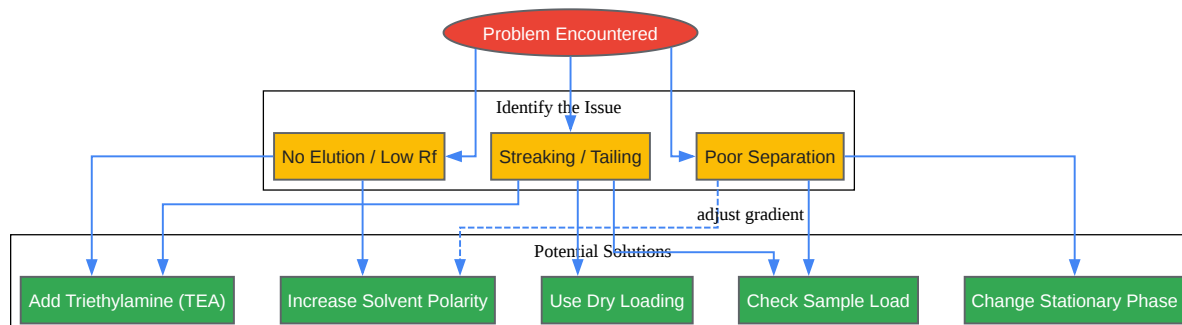 Problem Encountered
Identify the Issue
No Elution / Low Rf
Streaking / Tailing
Poor Separation
adjust gradient
Potential Solutions
Add Triethylamine (TEA)
Increase Solvent Polarity
Use Dry Loading
Check Sample Load
Change Stationary Phase